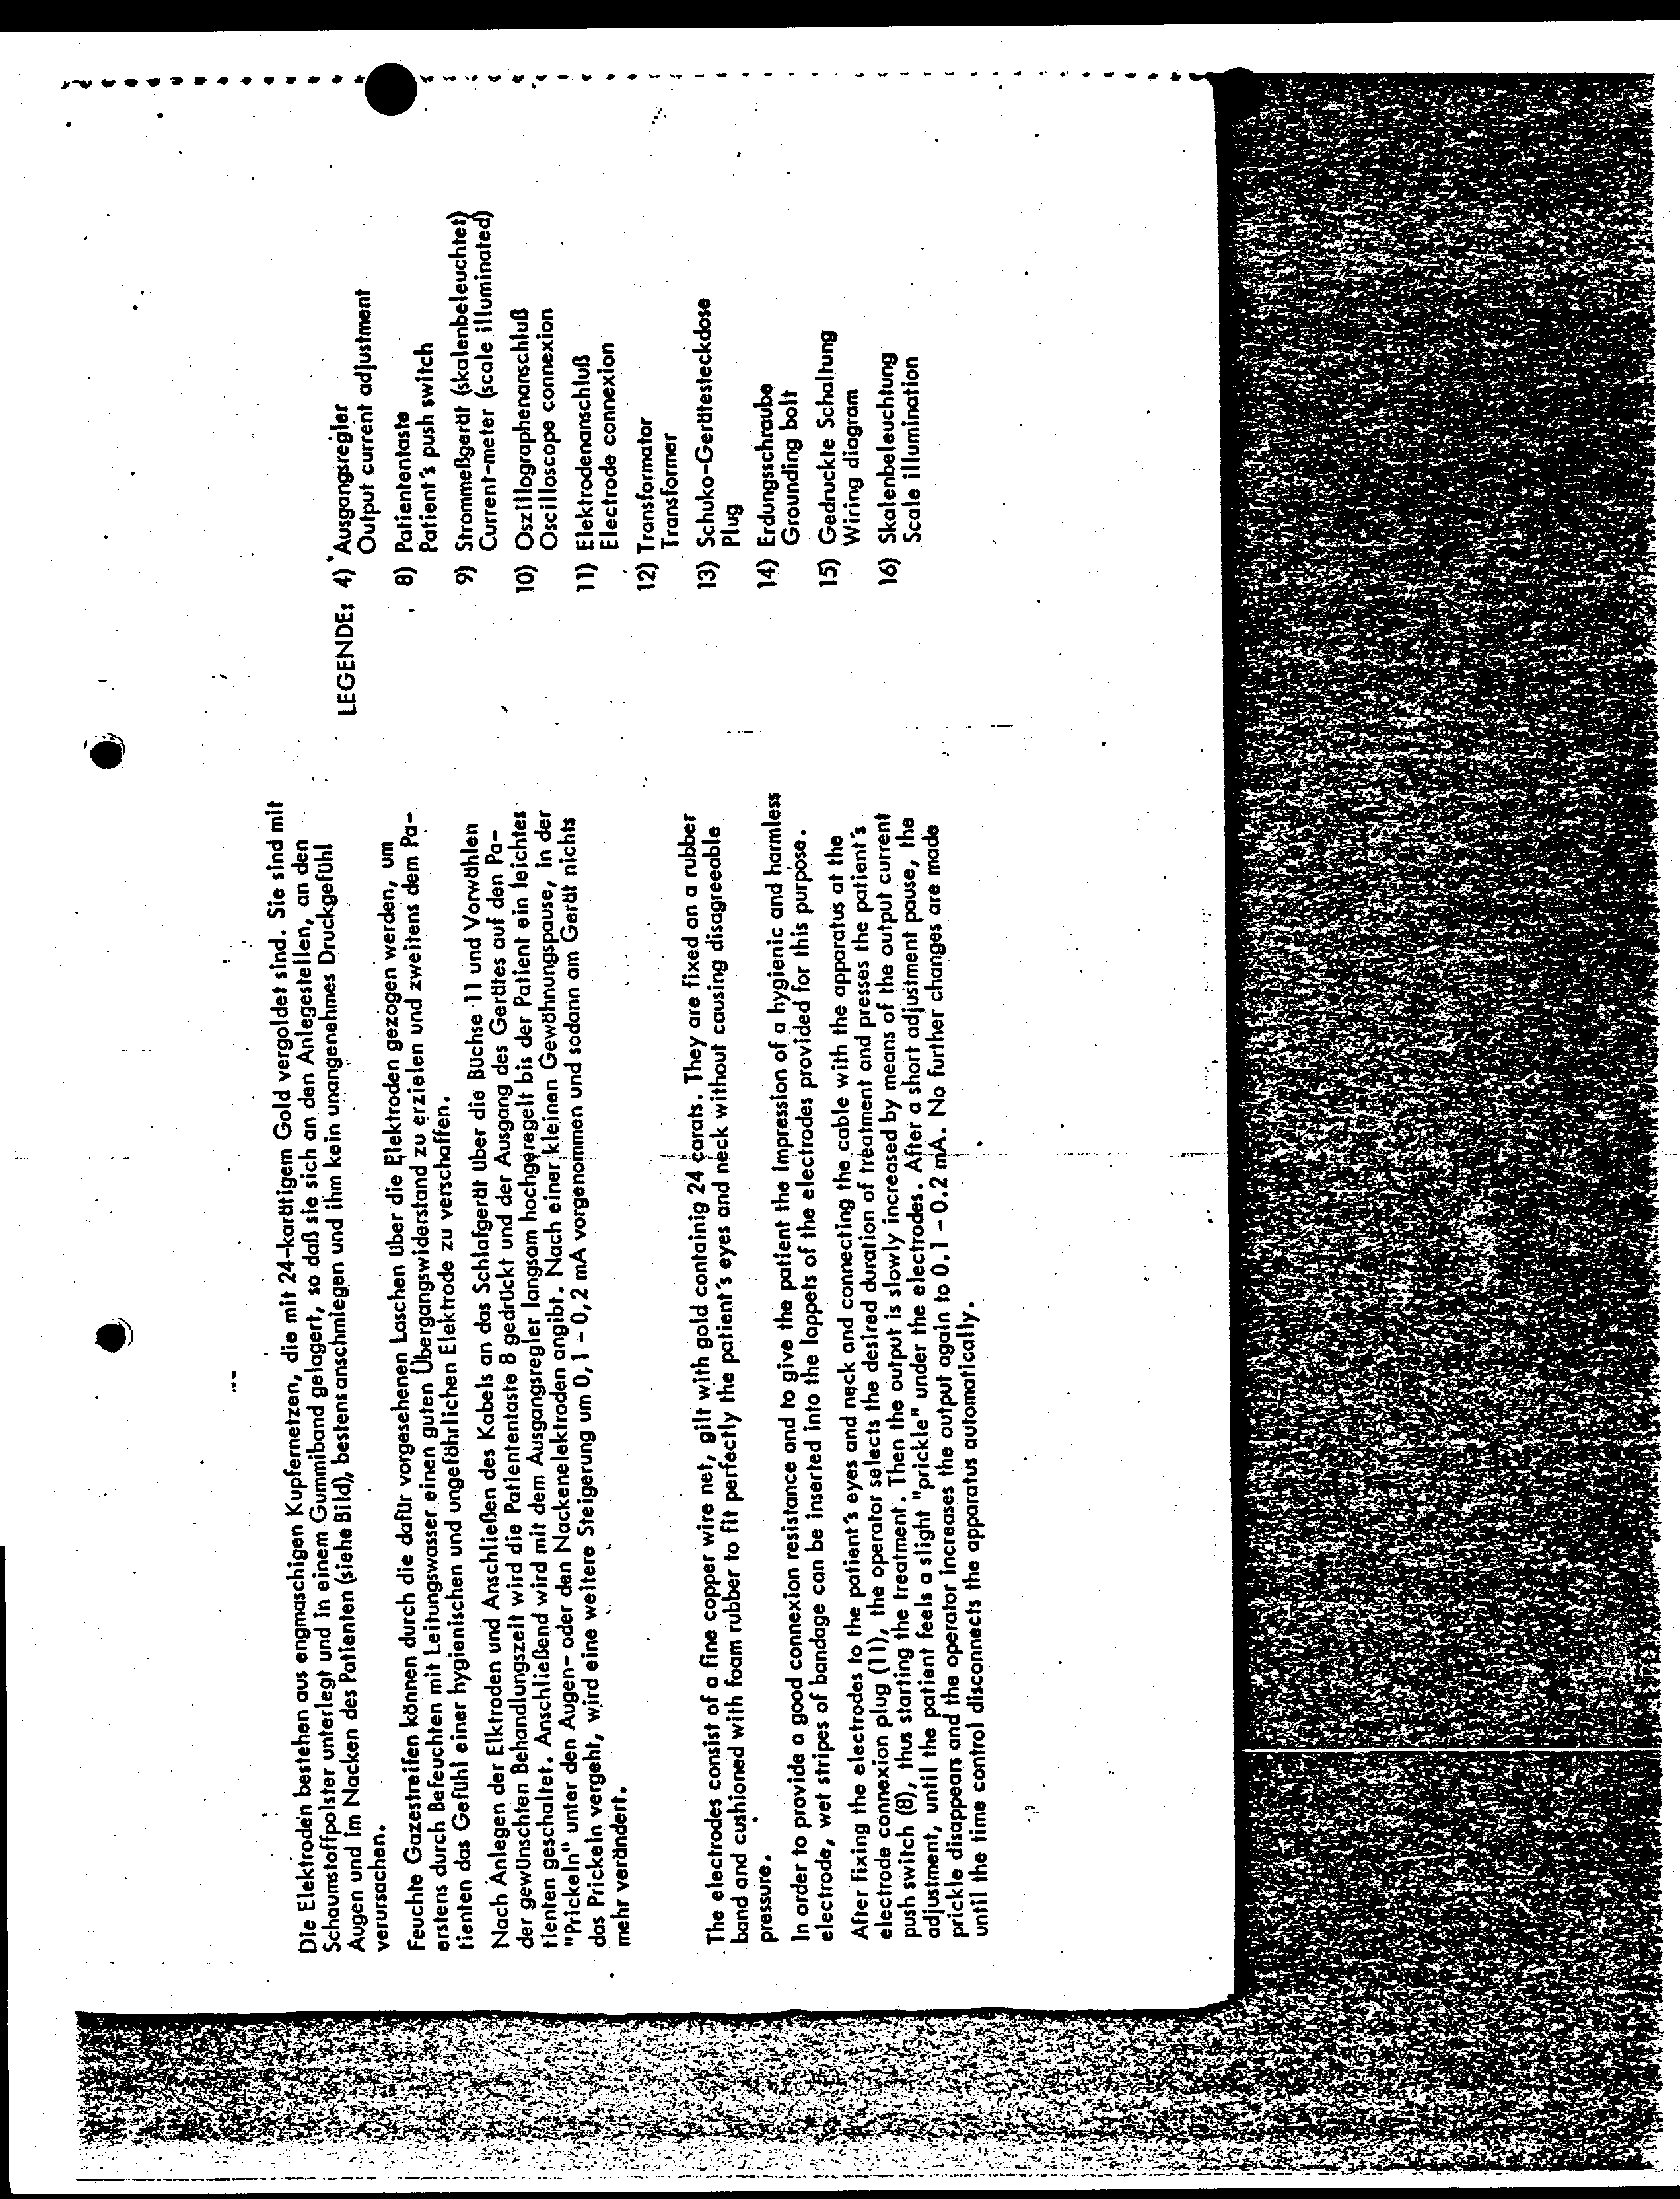 Die Elektroden bestehen aus engmaschigen Kupfernetzen, die mit 24-karätigem Gold vergoldet sind. Sie sind mit
Schaumstoffpolster unterlegt und in einem Gummiband gelagert, so daß sie sich an den Anlegestellen, an den
Augen und im Nacken des Patienten (siehe Bild), bestens anschmiegen und ihm kein unangenehmes Druckgefühl
verursachen.
Feuchte Gazestreifen können durch die dafür vorgesehenen Laschen über die Elektroden gezogen werden, um
erstens durch Befeuchten mit Leitungswasser einen guten Übergangswiderstand zu erzielen und zweitens dem Pa-
tienten das Gefühl einer hygienischen und ungefährlichen Elektrode zu verschaffen.
Nach Anlegen der Elktroden und Anschließen des Kabels an das Schlafgerät über die Büchse 11 und Vorwählen
der gewünschten Behandlungszeit wird die Patiententaste 8 gedrückt und der Ausgang des Gerätes auf den Pa-
tienten geschaltet. Anschließend wird mit dem Ausgangsregler langsam hochgeregelt bis der Patient ein leichtes
"Prickeln" unter den Augen- oder den Nackenelektroden angibt. Nach einer kleinen Gewöhnungspause, in der
das Prickeln vergeht, wird eine weitere Steigerung um 0,1 - 0,2 mA vorgenommen und sodann am Gerät nichts
mehr verändert.
The electrodes consist of a fine copper wire net, gilt with gold containig 24 carats. They are fixed on a rubber
band and cushioned with foam rubber to fit perfectly the patient's eyes and neck without causing disagreeable
pressure.
In order to provide a good connexion resistance and to give the patient the impression of a hygienic and harmless
electrode, wet stripes of bandage can be inserted into the lappets of the electrodes provided for this purpose.
After fixing the electrodes to the patient's eyes and neck and connecting the cable with the apparatus at the
electrode connexion plug (11), the operator selects the desired duration of treatment and presses the patient's
push switch (8), thus starting the treatment. Then the output is slowly increased by means of the output current
adjustment, until the patient feels a slight "prickle" under the electrodes. After a short adjustment pause, the
prickle disappears and the operator increases the output again to 0.1 - 0.2 mA. No further changes are made
until the time control disconnects the apparatus automatically.
LEGENDE: 4) Ausgangsregler
Output current adjustment
8) Patiententaste
Patient's push switch
9) Strommeßgerät (skalenbeleuchtet)
Current-meter (scale illuminated)
10) Oszillographenanschluß
Oscilloscope connexion
11) Elektrodenanschluß
Electrode connexion
12) Transformator
Transformer
13) Schuko-Gerätesteckdose
Plug
14) Erdungsschraube
Grounding bolt
15) Gedruckte Schaltung
Wiring diagram
16) Skalenbeleuchtung
Scale illumination